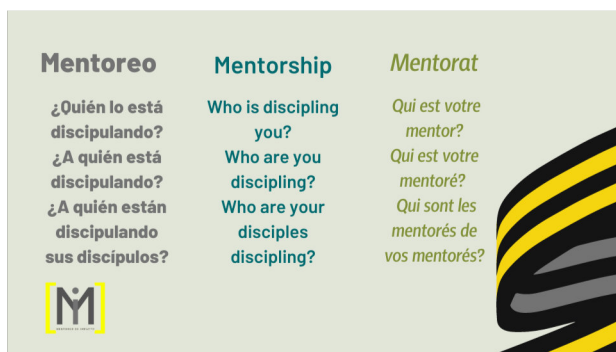 Mentoreo
¿Quién lo está
discipulando?
¿A quién está
discipulando?
¿A quién están
discipulando
sus discípulos?
Mentorship
Who is discipling
you?
Who are you
discipling?
Who are your
disciples
discipling?
Mentorat
Qui est votre
mentor?
Qui est votre
mentoré?
Qui sont les
mentorés de
vos mentorés?